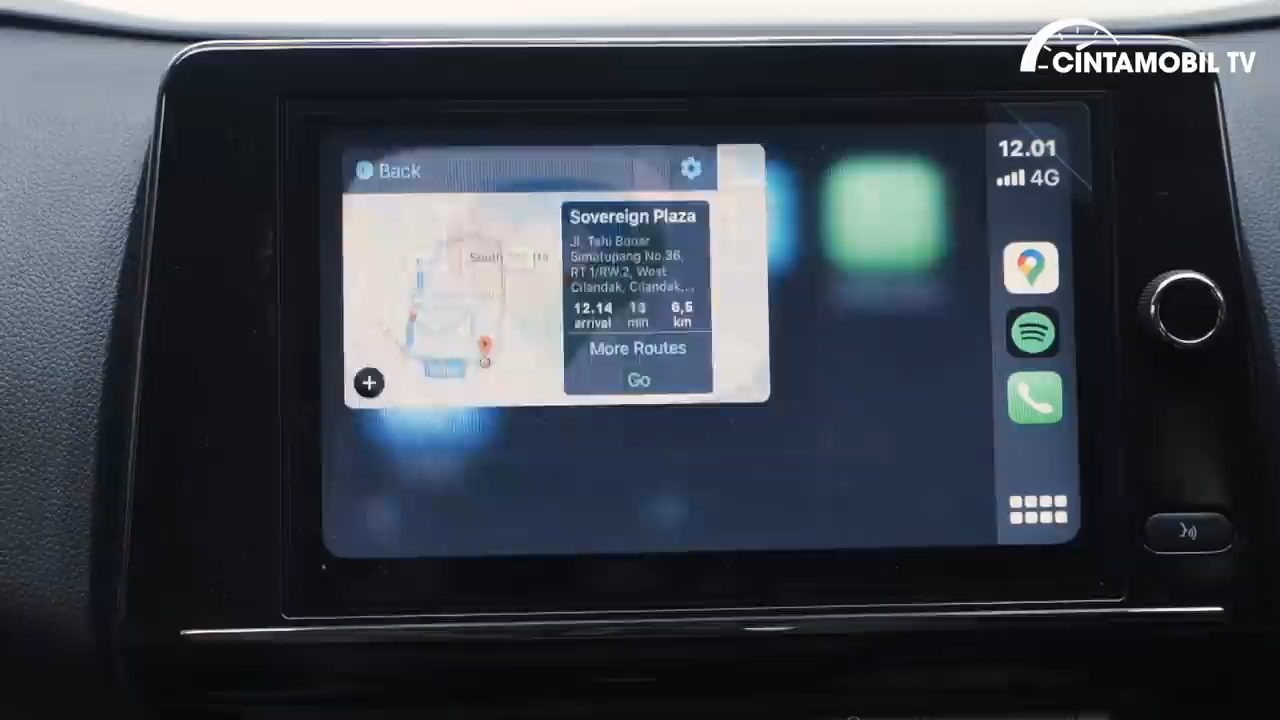 CINTAMOBIL TV
12.01
4G
Back
Sovereign Plaza
Jl. Tahi Bonar
Simatupang No.36,
RT 1/RW 2, West
Cilandak, Cilandak,...
12.14 6,5
arrival min km
More Routes
Go
South